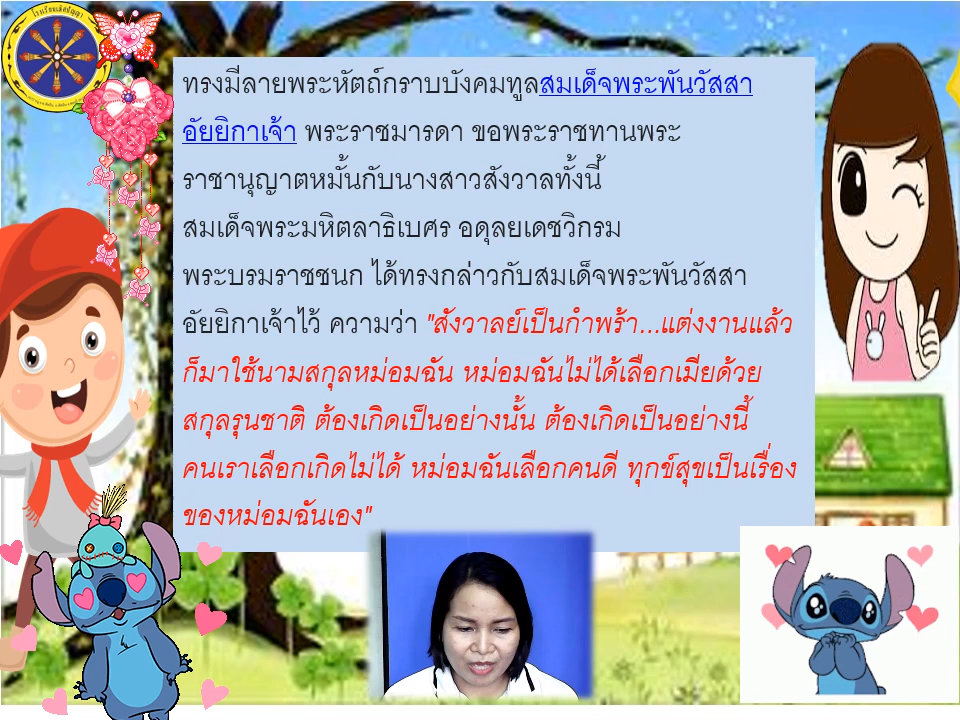 โรงเรียนเลิศปัญญา
ทรงมีลายพระหัตถ์กราบบังคมทูลสมเด็จพระพันวัสสา
อัยยิกาเจ้า พระราชมารดา ขอพระราชทานพระ
ราชานุญาตหมั้นกับนางสาวสังวาลทั้งนี้
สมเด็จพระมหิตลาธิเบศร อดุลยเดชวิกรม
พระบรมราชชนก ได้ทรงกล่าวกับสมเด็จพระพันวัสสา
อัยยิกาเจ้าไว้ ความว่า "สังวาลย์เป็นกำพร้า...แต่งงานแล้ว
ก็มาใช้นามสกุลหม่อมฉัน หม่อมฉันไม่ได้เลือกเมียด้วย
สกุลรุนชาติ ต้องเกิดเป็นอย่างนั้น ต้องเกิดเป็นอย่างนี้
คนเราเลือกเกิดไม่ได้ หม่อมฉันเลือกคนดี ทุกข์สุขเป็นเรื่อง
ของหม่อมฉันเอง"